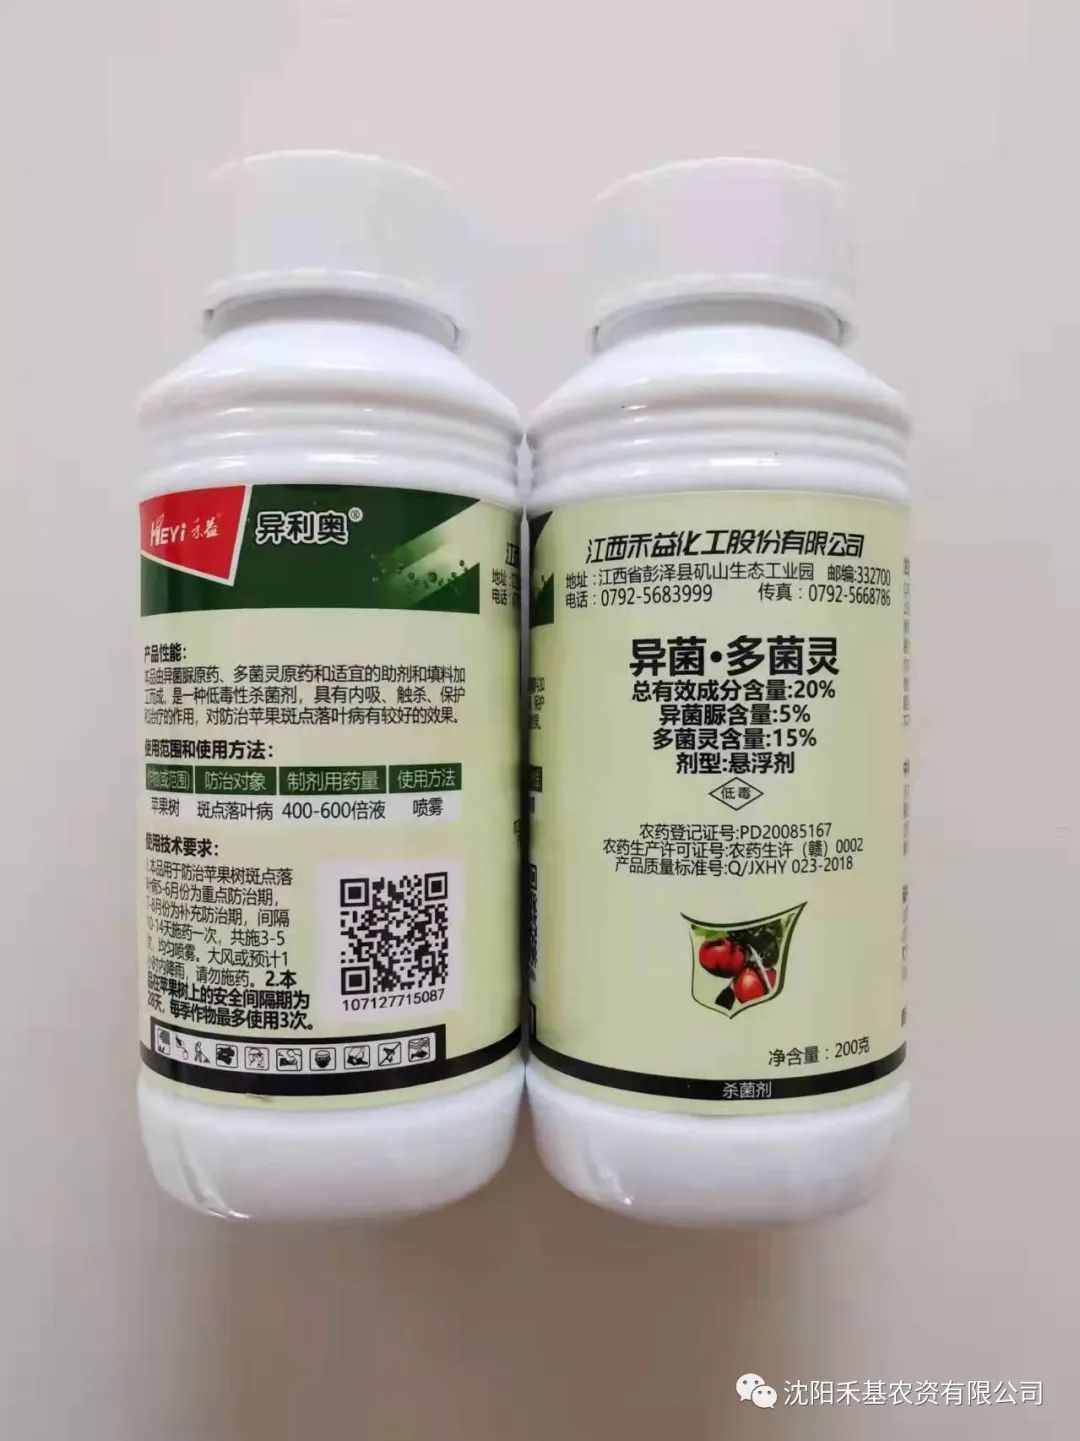 HEYi 禾益
异利奥®
产品性能：
本品由异菌脲原药、多菌灵原药和适宜的助剂和填料加
工而成，是一种低毒性杀菌剂，具有内吸、触杀、保护
和治疗的作用，对防治苹果斑点落叶病有较好的效果。
使用范围和使用方法：
(或范围) 防治对象 制剂用药量 使用方法
苹果树 斑点落叶病 400-600倍液 喷雾
使用技术要求：
1.本品用于防治苹果树斑点落
叶病5-6月份为重点防治期，
7-8月份为补充防治期，间隔
10-14天施药一次，共施3-5
次，均匀喷雾。大风或预计1
小时内降雨，请勿施药。2.本
品在苹果树上的安全间隔期为
28天，每季作物最多使用3次。
107127715087
江西禾益化工股份有限公司
地址：江西省彭泽县矶山生态工业园 邮编:332700
电话：0792-5683999 传真：0792-5668786
异菌·多菌灵
总有效成分含量:20%
异菌脲含量:5%
多菌灵含量:15%
剂型:悬浮剂
低毒
农药登记证号:PD20085167
农药生产许可证号:农药生许（赣）0002
产品质量标准号:Q/JXHY 023-2018
净含量：200克
杀菌剂
沈阳禾基农资有限公司